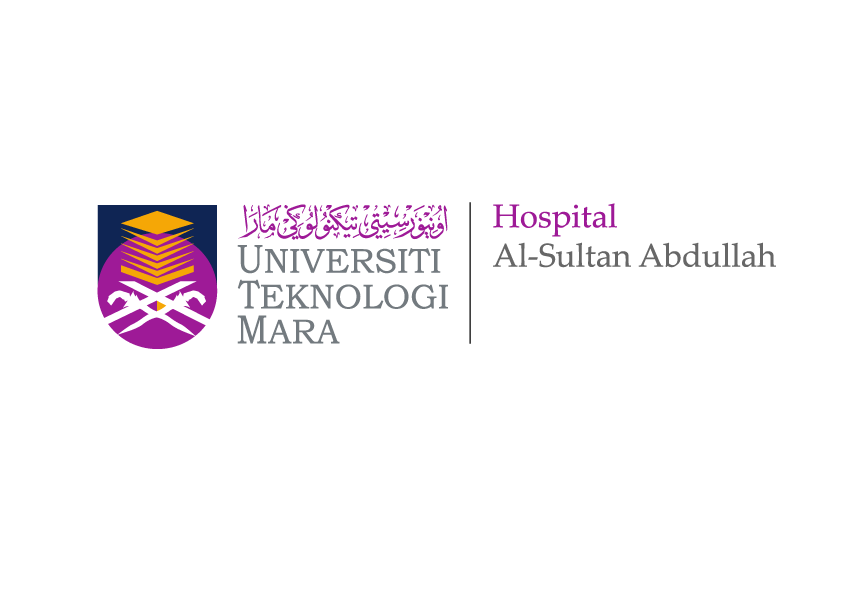 اونيۏرسيتي تيكنولوڬي مارا
UNIVERSITI
TEKNOLOGI
MARA
Hospital
Al-Sultan Abdullah